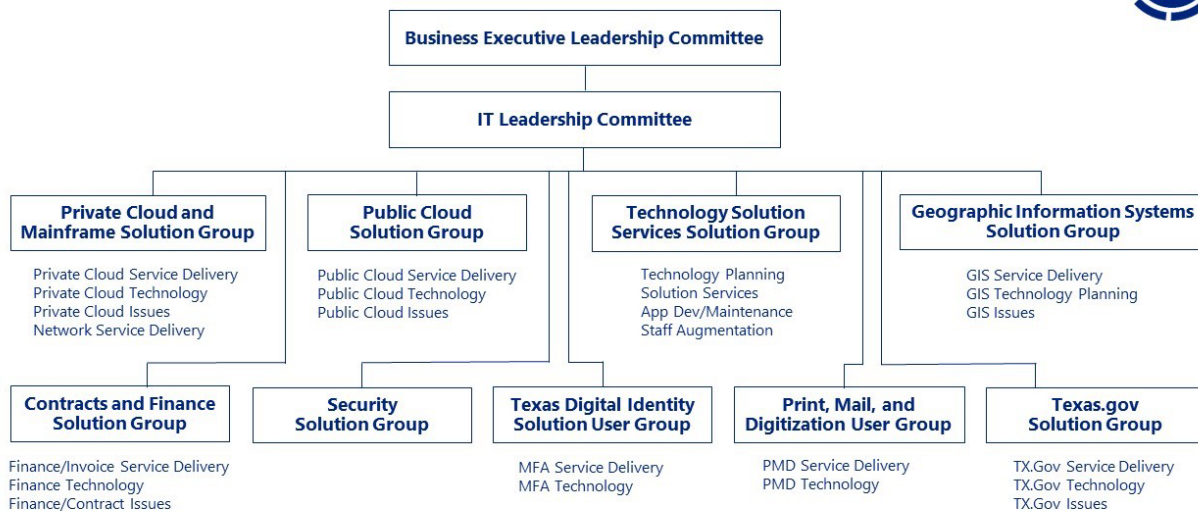 Business Executive Leadership Committee
IT Leadership Committee
Private Cloud and
Mainframe Solution Group
Private Cloud Service Delivery
Private Cloud Technology
Private Cloud Issues
Network Service Delivery
Public Cloud
Solution Group
Public Cloud Service Delivery
Public Cloud Technology
Public Cloud Issues
Technology Solution
Services Solution Group
Technology Planning
Solution Services
App Dev/Maintenance
Staff Augmentation
Geographic Information Systems
Solution Group
GIS Service Delivery
GIS Technology Planning
GIS Issues
Contracts and Finance
Solution Group
Finance/Invoice Service Delivery
Finance Technology
Finance/Contract Issues
Security
Solution Group
Texas Digital Identity
Solution User Group
MFA Service Delivery
MFA Technology
Print, Mail, and
Digitization User Group
PMD Service Delivery
PMD Technology
Texas.gov
Solution Group
TX.Gov Service Delivery
TX.Gov Technology
TX.Gov Issues